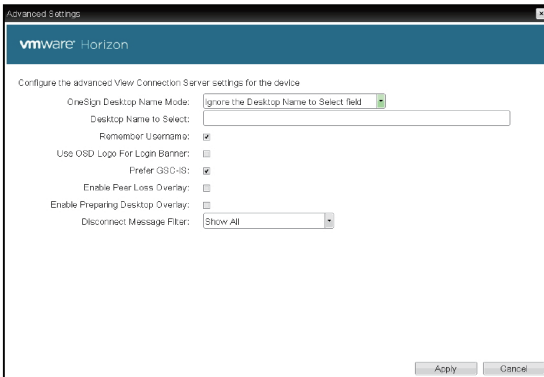 Advanced Settings
vmware Horizon
Configure the advanced View Connection Server settings for the device
OneSign Desktop Name Mode: Ignore the Desktop Name to Select field
Desktop Name to Select:
Remember Username:
Use OSD Logo For Login Banner:
Prefer GSC-IS:
Enable Peer Loss Overlay:
Enable Preparing Desktop Overlay:
Disconnect Message Filter: Show All
Apply Cancel